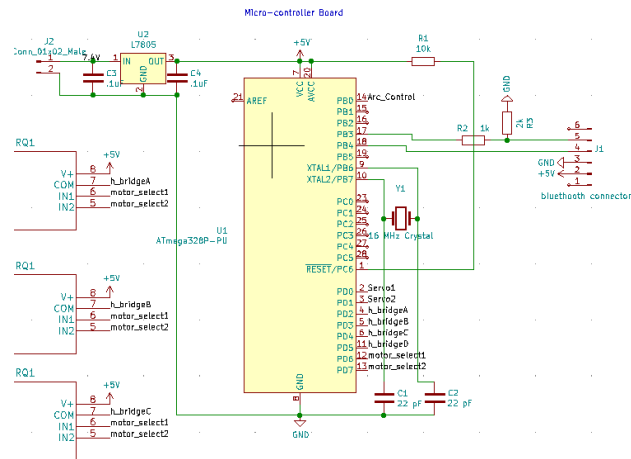 Micro-controller Board
J2
Conn_01x02_Male
1
2
7.4V
U2
L7805
1 IN OUT 3
GND
2
C3
.1uF
C4
.1uF
+5V
R1
10k
7 20
VCC
AVCC
21 AREF
PB0 14 Arc_Control
PB1 15
PB2 16
PB3 17
PB4 18
PB5 19
XTAL1/PB6 9
XTAL2/PB7 10
PC0 23
PC1 24
PC2 25
PC3 26
PC4 27
PC5 28
RESET/PC6 1
PD0 2 Servo1
PD1 3 Servo2
PD2 4 h_bridgeA
PD3 5 h_bridgeB
PD4 6 h_bridgeC
PD5 11 h_bridgeD
PD6 12 motor_select1
PD7 13 motor_select2
GND
8
GND
U1
ATmega328P-PU
Y1
16 MHz Crystal
C1
22 pF
C2
22 pF
R2 1k
GND
R3
2k
6
5
4
3
2
1
J1
GND
+5V
bluethooth connector
RQ1
+5V
V+ 8
COM 7 h_bridgeA
IN1 6 motor_select1
IN2 5 motor_select2
RQ1
+5V
V+ 8
COM 7 h_bridgeB
IN1 6 motor_select1
IN2 5 motor_select2
RQ1
+5V
V+ 8
COM 7 h_bridgeC
IN1 6 motor_select1
IN2 5 motor_select2